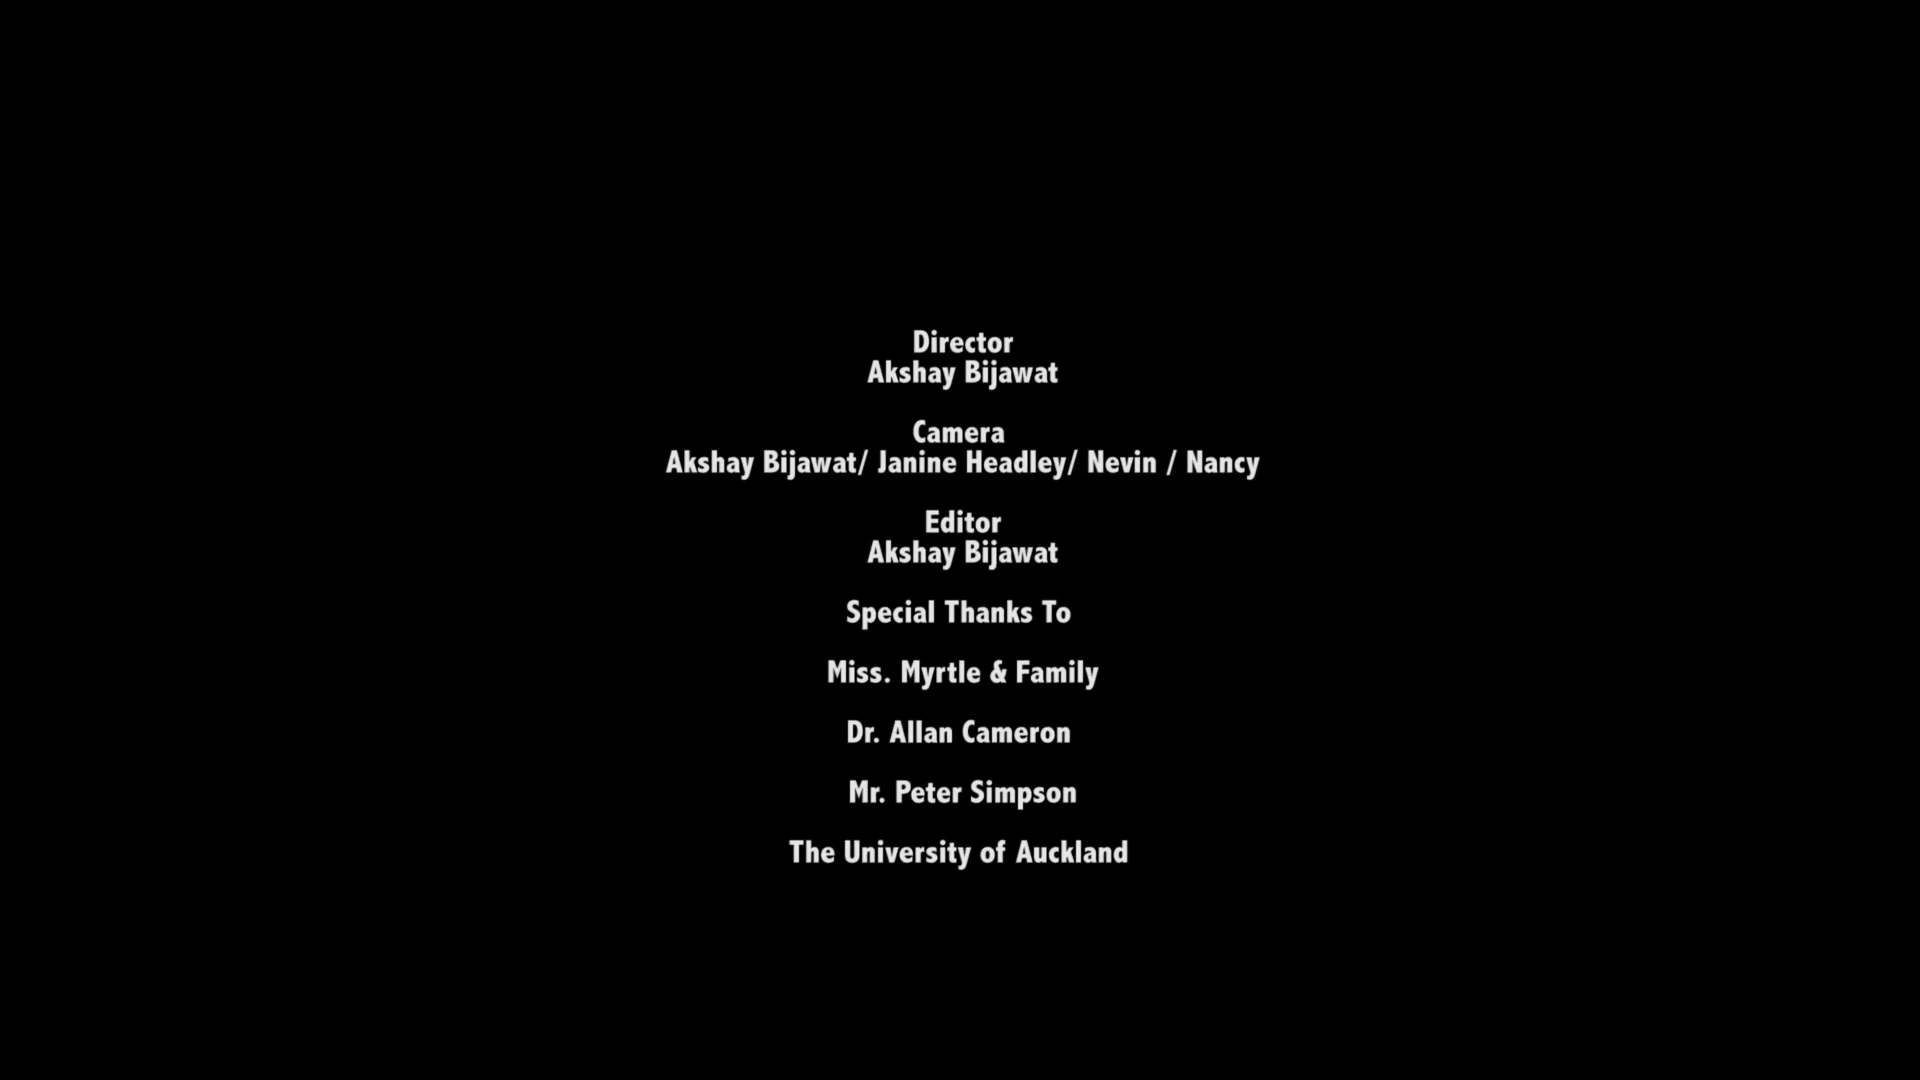 Director
Akshay Bijawat
Camera
Akshay Bijawat/ Janine Headley/ Nevin / Nancy
Editor
Akshay Bijawat
Special Thanks To
Miss. Myrtle & Family
Dr. Allan Cameron
Mr. Peter Simpson
The University of Auckland